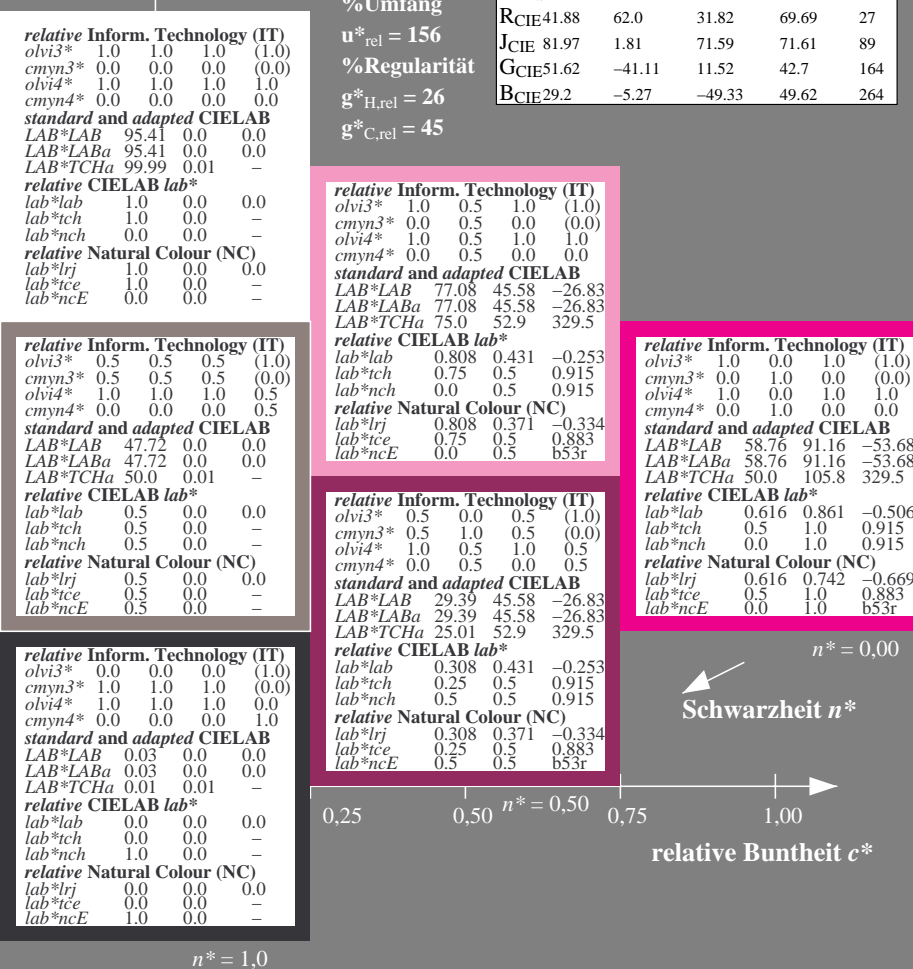 %Umfang
u*rel = 156
%Regularität
g*H,rel = 26
g*C,rel = 45
RCIE 41.88 62.0 31.82 69.69 27
JCIE 81.97 1.81 71.59 71.61 89
GCIE 51.62 −41.11 11.52 42.7 164
BCIE 29.2 −5.27 −49.33 49.62 264
relative Inform. Technology (IT)
olvi3* 1.0 1.0 1.0 (1.0)
cmyn3* 0.0 0.0 0.0 (0.0)
olvi4* 1.0 1.0 1.0 1.0
cmyn4* 0.0 0.0 0.0 0.0
standard and adapted CIELAB
LAB*LAB 95.41 0.0 0.0
LAB*LABa 95.41 0.0 0.0
LAB*TCHa 99.99 0.01 –
relative CIELAB lab*
lab*lab 1.0 0.0 0.0
lab*tch 1.0 0.0 –
lab*nch 0.0 0.0 –
relative Natural Colour (NC)
lab*lrj 1.0 0.0 0.0
lab*tce 1.0 0.0 –
lab*ncE 0.0 0.0 –
relative Inform. Technology (IT)
olvi3* 1.0 0.5 1.0 (1.0)
cmyn3* 0.0 0.5 0.0 (0.0)
olvi4* 1.0 0.5 1.0 1.0
cmyn4* 0.0 0.5 0.0 0.0
standard and adapted CIELAB
LAB*LAB 77.08 45.58 −26.83
LAB*LABa 77.08 45.58 −26.83
LAB*TCHa 75.0 52.9 329.5
relative CIELAB lab*
lab*lab 0.808 0.431 −0.253
lab*tch 0.75 0.5 0.915
lab*nch 0.0 0.5 0.915
relative Natural Colour (NC)
lab*lrj 0.808 0.371 −0.334
lab*tce 0.75 0.5 0.883
lab*ncE 0.0 0.5 b53r
relative Inform. Technology (IT)
olvi3* 0.5 0.5 0.5 (1.0)
cmyn3* 0.5 0.5 0.5 (0.0)
olvi4* 1.0 1.0 1.0 0.5
cmyn4* 0.0 0.0 0.0 0.5
standard and adapted CIELAB
LAB*LAB 47.72 0.0 0.0
LAB*LABa 47.72 0.0 0.0
LAB*TCHa 50.0 0.01 –
relative CIELAB lab*
lab*lab 0.5 0.0 0.0
lab*tch 0.5 0.0 –
lab*nch 0.5 0.0 –
relative Natural Colour (NC)
lab*lrj 0.5 0.0 0.0
lab*tce 0.5 0.0 –
lab*ncE 0.5 0.0 –
relative Inform. Technology (IT)
olvi3* 1.0 0.0 1.0 (1.0)
cmyn3* 0.0 1.0 0.0 (0.0)
olvi4* 1.0 0.0 1.0 1.0
cmyn4* 0.0 1.0 0.0 0.0
standard and adapted CIELAB
LAB*LAB 58.76 91.16 −53.68
LAB*LABa 58.76 91.16 −53.68
LAB*TCHa 50.0 105.8 329.5
relative CIELAB lab*
lab*lab 0.616 0.861 −0.506
lab*tch 0.5 1.0 0.915
lab*nch 0.0 1.0 0.915
relative Natural Colour (NC)
lab*lrj 0.616 0.742 −0.669
lab*tce 0.5 1.0 0.883
lab*ncE 0.0 1.0 b53r
relative Inform. Technology (IT)
olvi3* 0.5 0.0 0.5 (1.0)
cmyn3* 0.5 1.0 0.5 (0.0)
olvi4* 1.0 0.5 1.0 0.5
cmyn4* 0.0 0.5 0.0 0.5
standard and adapted CIELAB
LAB*LAB 29.39 45.58 −26.83
LAB*LABa 29.39 45.58 −26.83
LAB*TCHa 25.01 52.9 329.5
relative CIELAB lab*
lab*lab 0.308 0.431 −0.253
lab*tch 0.25 0.5 0.915
lab*nch 0.5 0.5 0.915
relative Natural Colour (NC)
lab*lrj 0.308 0.371 −0.334
lab*tce 0.25 0.5 0.883
lab*ncE 0.5 0.5 b53r
relative Inform. Technology (IT)
olvi3* 0.0 0.0 0.0 (1.0)
cmyn3* 1.0 1.0 1.0 (0.0)
olvi4* 1.0 1.0 1.0 0.0
cmyn4* 0.0 0.0 0.0 1.0
standard and adapted CIELAB
LAB*LAB 0.03 0.0 0.0
LAB*LABa 0.03 0.0 0.0
LAB*TCHa 0.01 0.01 –
relative CIELAB lab*
lab*lab 0.0 0.0 0.0
lab*tch 0.0 0.0 –
lab*nch 1.0 0.0 –
relative Natural Colour (NC)
lab*lrj 0.0 0.0 0.0
lab*tce 0.0 0.0 –
lab*ncE 1.0 0.0 –
n* = 0,00
Schwarzheit n*
n* = 0,50
0,25 0,50 0,75 1,00
relative Buntheit c*
n* = 1,0